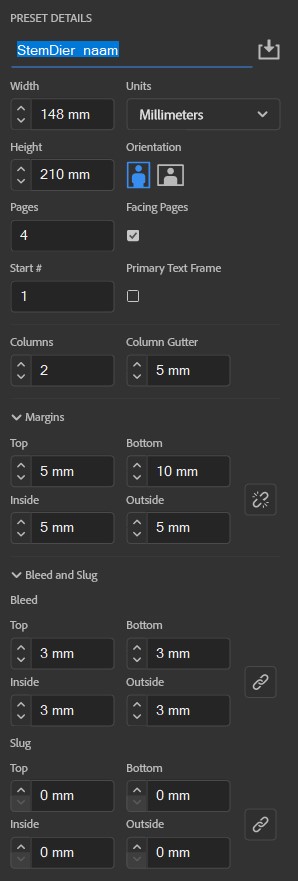 PRESET DETAILS
StemDier_naam
Width Units
148 mm Millimeters
Height Orientation
210 mm
Pages Facing Pages
4
Start # Primary Text Frame
1
Columns Column Gutter
2 5 mm
Margins
Top Bottom
5 mm 10 mm
Inside Outside
5 mm 5 mm
Bleed and Slug
Bleed
Top Bottom
3 mm 3 mm
Inside Outside
3 mm 3 mm
Slug
Top Bottom
0 mm 0 mm
Inside Outside
0 mm 0 mm